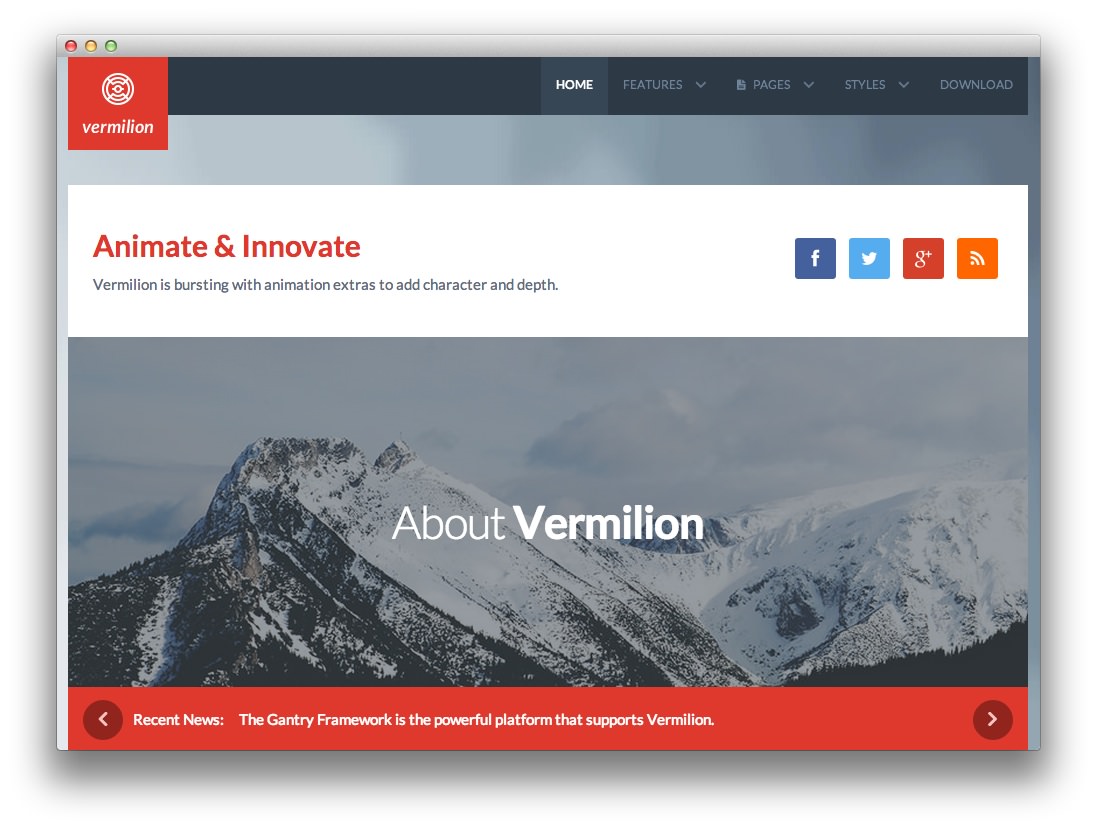 vermilion
HOME FEATURES PAGES STYLES DOWNLOAD
Animate & Innovate
Vermilion is bursting with animation extras to add character and depth.
f g+
About Vermilion
Recent News: The Gantry Framework is the powerful platform that supports Vermilion.